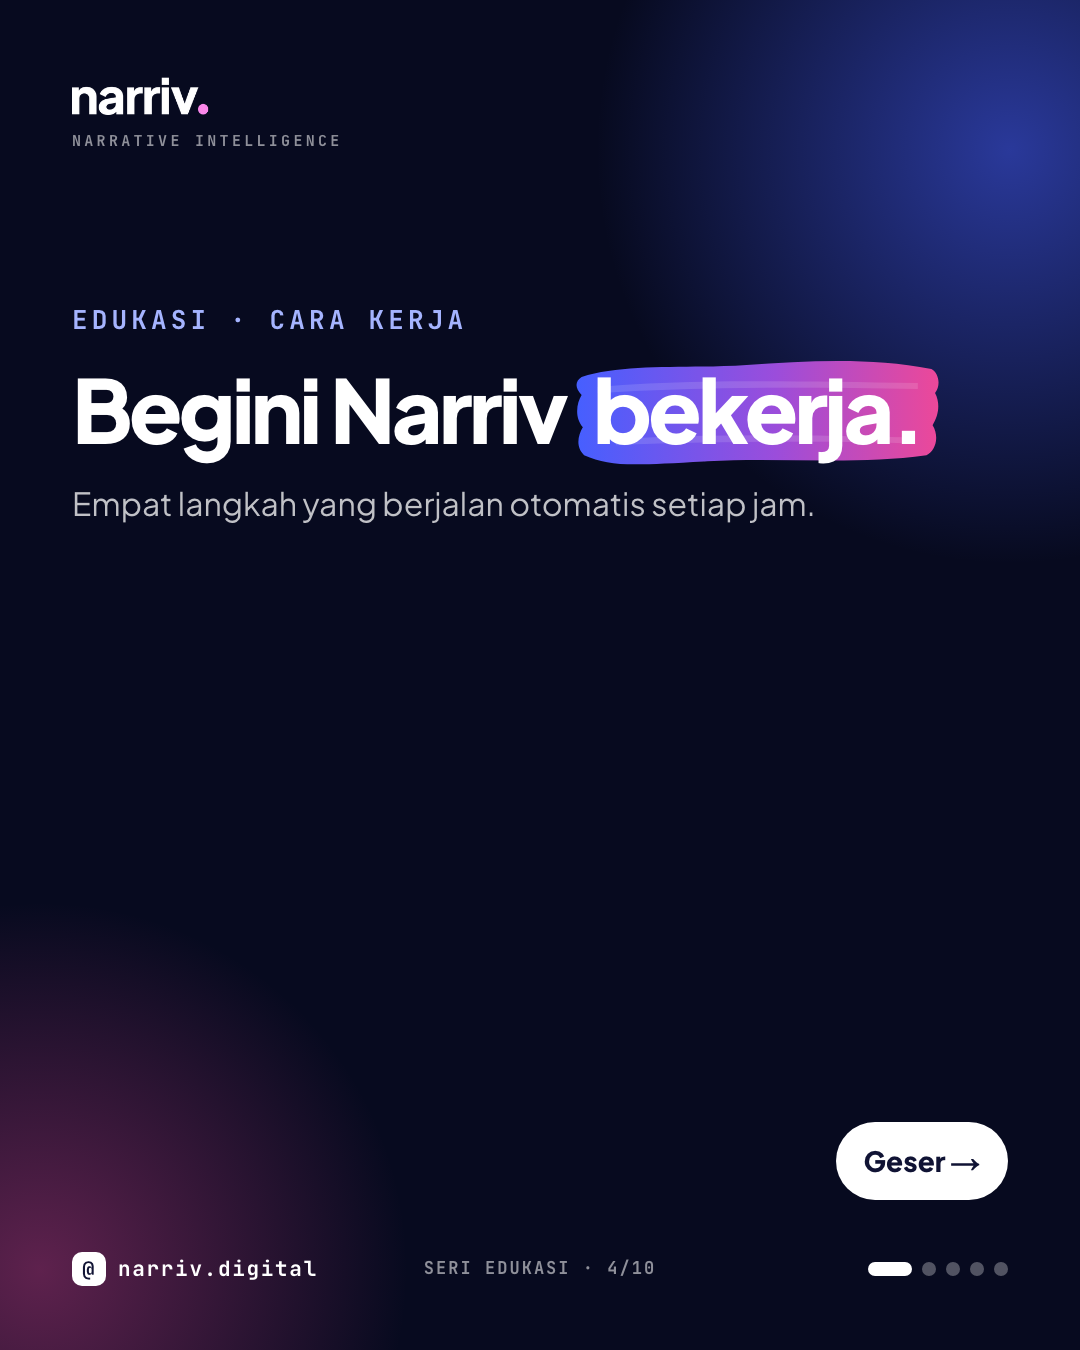 narriv.
NARRATIVE INTELLIGENCE
EDUKASI · CARA KERJA
Begini Narriv bekerja.
Empat langkah yang berjalan otomatis setiap jam.
Geser →
@ narriv.digital
SERI EDUKASI · 4/10